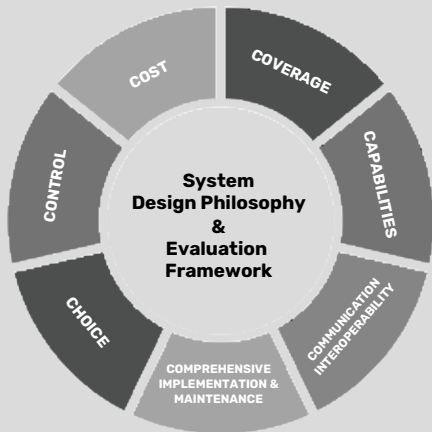 System
Design Philosophy
&
Evaluation
Framework
COVERAGE
CAPABILITIES
COMMUNICATION
INTEROPERABILITY
COMPREHENSIVE
IMPLEMENTATION &
MAINTENANCE
CHOICE
CONTROL
COST